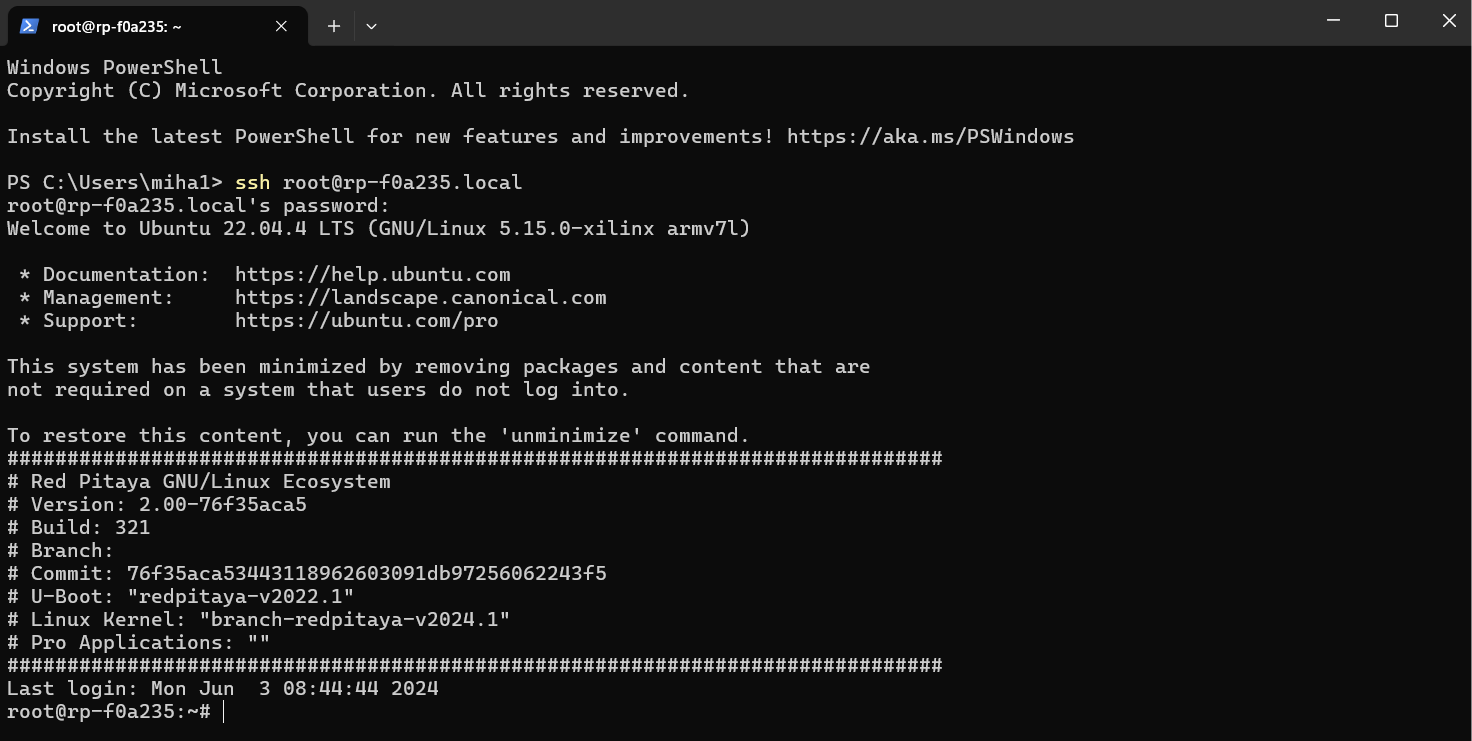 root@rp-f0a235: ~
Windows PowerShell
Copyright (C) Microsoft Corporation. All rights reserved.
Install the latest PowerShell for new features and improvements! https://aka.ms/PSWindows
PS C:\Users\miha1> ssh root@rp-f0a235.local
root@rp-f0a235.local's password:
Welcome to Ubuntu 22.04.4 LTS (GNU/Linux 5.15.0-xilinx armv7l)
* Documentation:  https://help.ubuntu.com
* Management:     https://landscape.canonical.com
* Support:        https://ubuntu.com/pro
This system has been minimized by removing packages and content that are
not required on a system that users do not log into.
To restore this content, you can run the 'unminimize' command.
##############################################################################
# Red Pitaya GNU/Linux Ecosystem
# Version: 2.00-76f35aca5
# Build: 321
# Branch:
# Commit: 76f35aca53443118962603091db97256062243f5
# U-Boot: "redpitaya-v2022.1"
# Linux Kernel: "branch-redpitaya-v2024.1"
# Pro Applications: ""
##############################################################################
Last login: Mon Jun  3 08:44:44 2024
root@rp-f0a235:~#